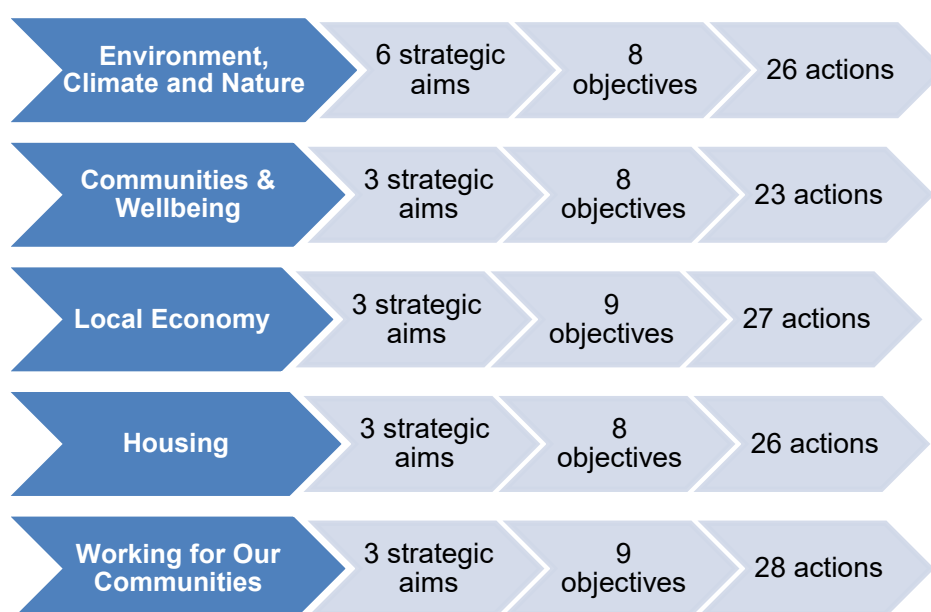 Environment,
Climate and Nature
6 strategic
aims
8
objectives
26 actions
Communities &
Wellbeing
3 strategic
aims
8
objectives
23 actions
Local Economy
3 strategic
aims
9
objectives
27 actions
Housing
3 strategic
aims
8
objectives
26 actions
Working for Our
Communities
3 strategic
aims
9
objectives
28 actions